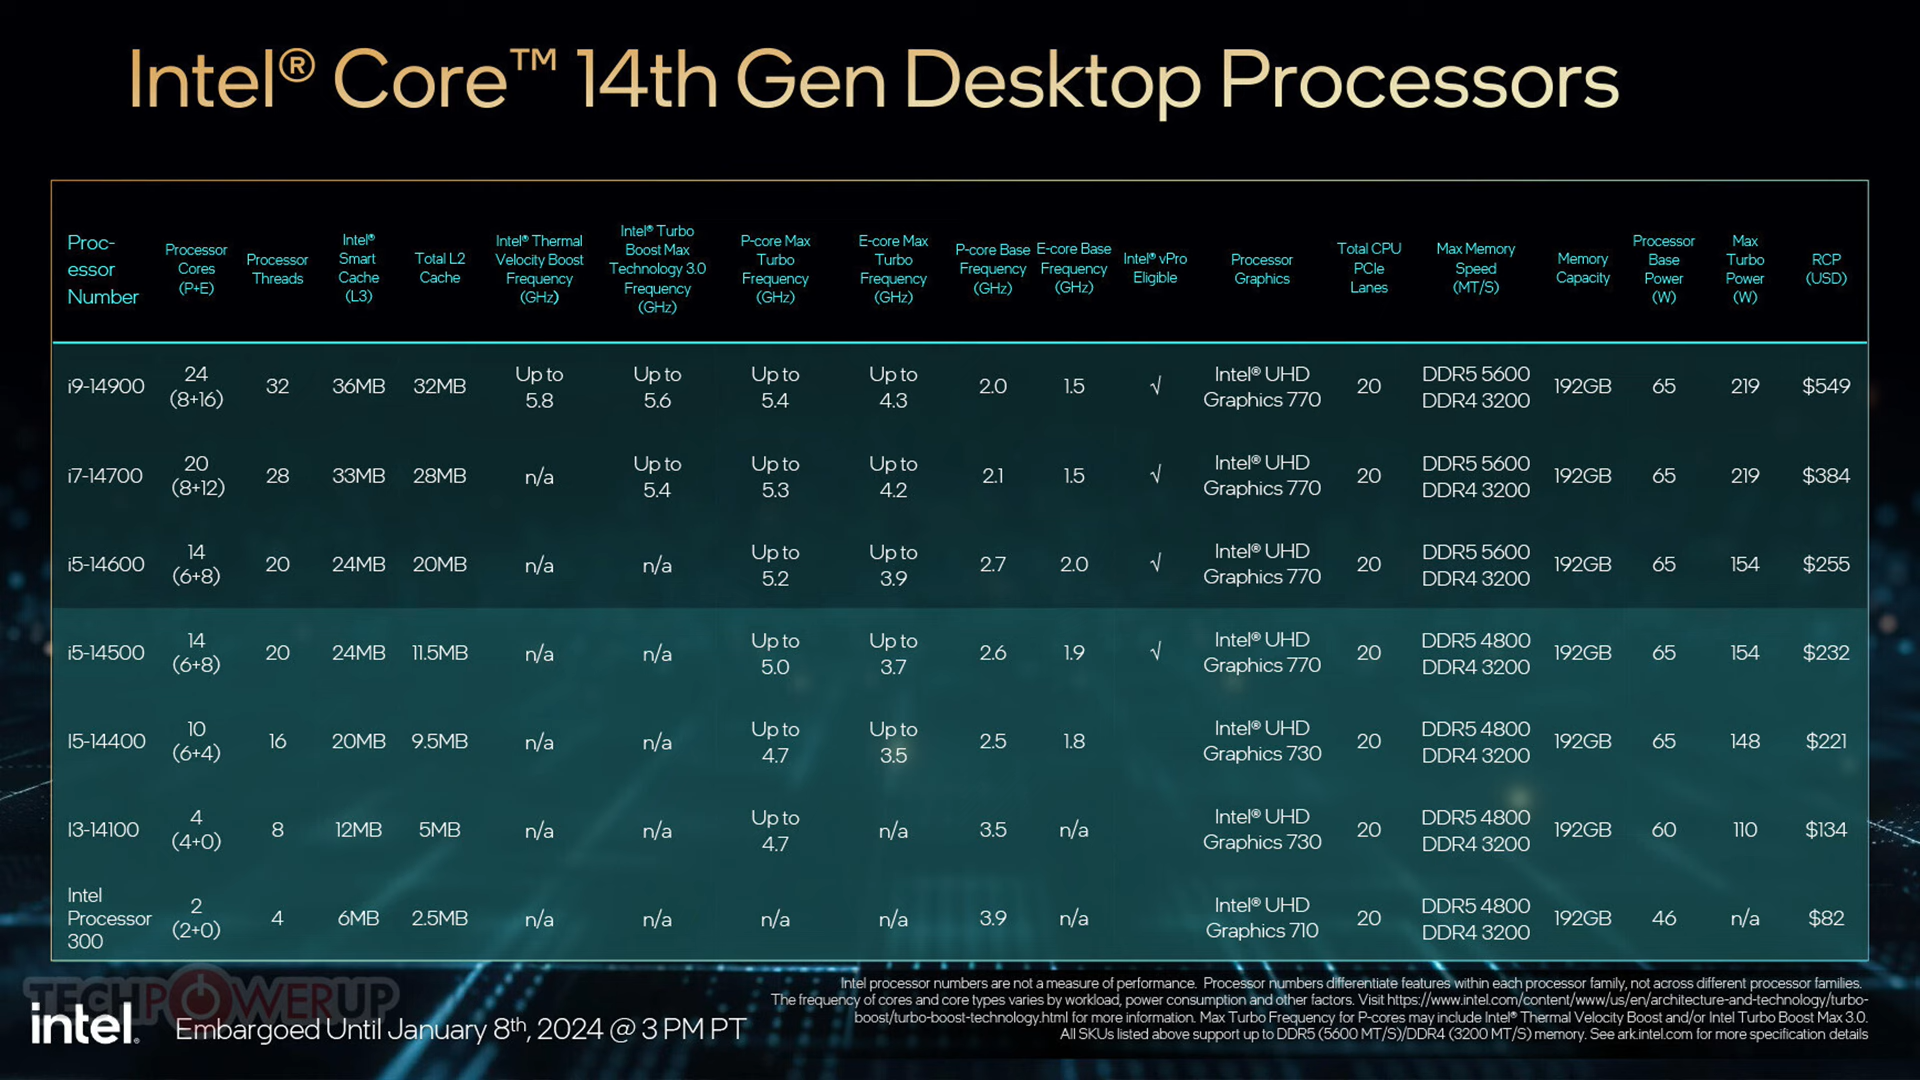 Intel® Core™ 14th Gen Desktop Processors
Proc-
essor
Number
Processor
Cores
(P+E)
Processor
Threads
Intel®
Smart
Cache
(L3)
Total L2
Cache
Intel® Thermal
Velocity Boost
Frequency
(GHz)
Intel® Turbo
Boost Max
Technology 3.0
Frequency
(GHz)
P-core Max
Turbo
Frequency
(GHz)
E-core Max
Turbo
Frequency
(GHz)
P-core Base
Frequency
(GHz)
E-core Base
Frequency
(GHz)
Intel® vPro
Eligible
Processor
Graphics
Total CPU
PCIe
Lanes
Max Memory
Speed
(MT/S)
Memory
Capacity
Processor
Base
Power
(W)
Max
Turbo
Power
(W)
RCP
(USD)
i9-14900
24
(8+16)
32
36MB
32MB
Up to
5.8
Up to
5.6
Up to
5.4
Up to
4.3
2.0
1.5
√
Intel® UHD
Graphics 770
20
DDR5 5600
DDR4 3200
192GB
65
219
$549
i7-14700
20
(8+12)
28
33MB
28MB
n/a
Up to
5.4
Up to
5.3
Up to
4.2
2.1
1.5
√
Intel® UHD
Graphics 770
20
DDR5 5600
DDR4 3200
192GB
65
219
$384
i5-14600
14
(6+8)
20
24MB
20MB
n/a
n/a
Up to
5.2
Up to
3.9
2.7
2.0
√
Intel® UHD
Graphics 770
20
DDR5 5600
DDR4 3200
192GB
65
154
$255
i5-14500
14
(6+8)
20
24MB
11.5MB
n/a
n/a
Up to
5.0
Up to
3.7
2.6
1.9
√
Intel® UHD
Graphics 770
20
DDR5 4800
DDR4 3200
192GB
65
154
$232
I5-14400
10
(6+4)
16
20MB
9.5MB
n/a
n/a
Up to
4.7
Up to
3.5
2.5
1.8
Intel® UHD
Graphics 730
20
DDR5 4800
DDR4 3200
192GB
65
148
$221
I3-14100
4
(4+0)
8
12MB
5MB
n/a
n/a
Up to
4.7
n/a
3.5
n/a
Intel® UHD
Graphics 730
20
DDR5 4800
DDR4 3200
192GB
60
110
$134
Intel
Processor
300
2
(2+0)
4
6MB
2.5MB
n/a
n/a
n/a
n/a
3.9
n/a
Intel® UHD
Graphics 710
20
DDR5 4800
DDR4 3200
192GB
46
n/a
$82
TECHPOWERUP
intel.
Embargoed Until January 8th, 2024 @ 3 PM PT
Intel processor numbers are not a measure of performance. Processor numbers differentiate features within each processor family, not across different processor families.
The frequency of cores and core types varies by workload, power consumption and other factors. Visit https://www.intel.com/content/www/us/en/architecture-and-technology/turbo-
boost/turbo-boost-technology.html for more information. Max Turbo Frequency for P-cores may include Intel® Thermal Velocity Boost and/or Intel Turbo Boost Max 3.0.
All SKUs listed above support up to DDR5 (5600 MT/S)/DDR4 (3200 MT/S) memory. See ark.intel.com for more specification details